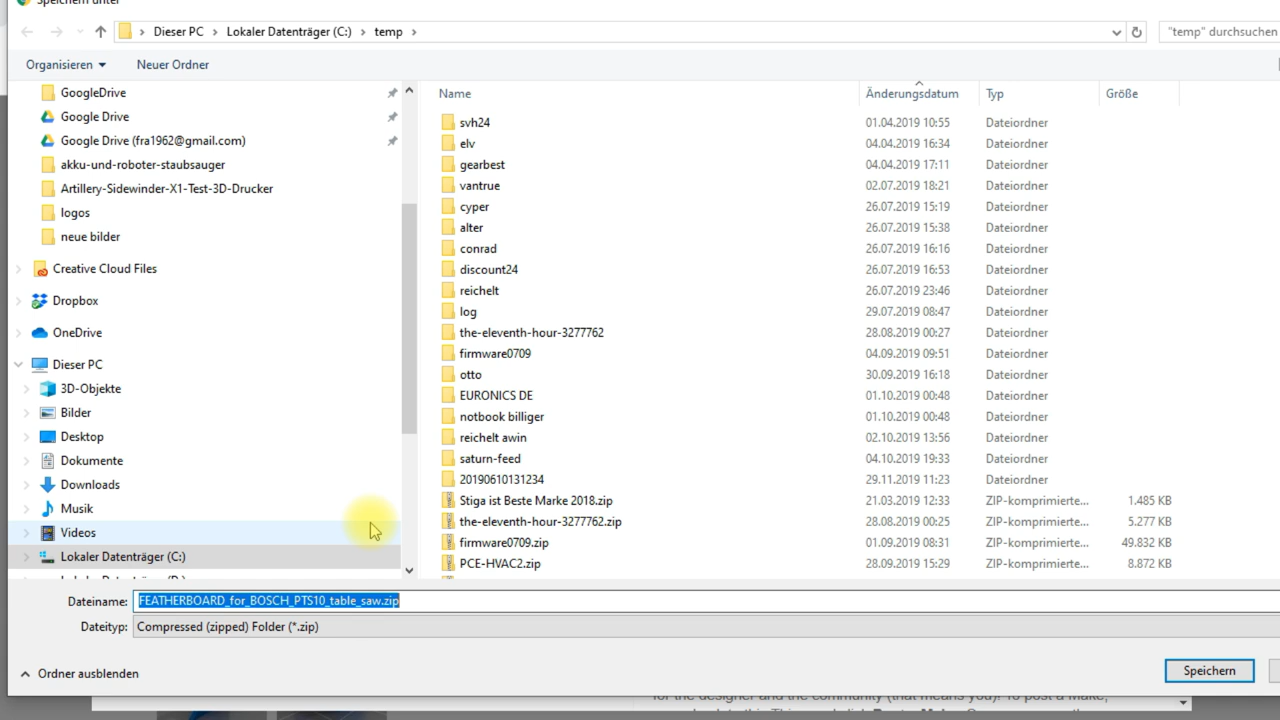 Speichern unter
Dieser PC > Lokaler Datenträger (C:) > temp >
"temp" durchsuchen
Organisieren
Neuer Ordner
GoogleDrive
Google Drive
Google Drive (fra1962@gmail.com)
akku-und-roboter-staubsauger
Artillery-Sidewinder-X1-Test-3D-Drucker
logos
neue bilder
Creative Cloud Files
Dropbox
OneDrive
Dieser PC
3D-Objekte
Bilder
Desktop
Dokumente
Downloads
Musik
Videos
Lokaler Datenträger (C:)
Name Änderungsdatum Typ Größe
svh24 01.04.2019 10:55 Dateiordner
elv 04.04.2019 16:34 Dateiordner
gearbest 04.04.2019 17:11 Dateiordner
vantrue 02.07.2019 18:21 Dateiordner
cyper 26.07.2019 15:19 Dateiordner
alter 26.07.2019 15:38 Dateiordner
conrad 26.07.2019 16:16 Dateiordner
discount24 26.07.2019 16:53 Dateiordner
reichelt 26.07.2019 23:46 Dateiordner
log 29.07.2019 08:47 Dateiordner
the-eleventh-hour-3277762 28.08.2019 00:27 Dateiordner
firmware0709 04.09.2019 09:51 Dateiordner
otto 30.09.2019 16:18 Dateiordner
EURONICS DE 01.10.2019 00:48 Dateiordner
notbook billiger 01.10.2019 00:48 Dateiordner
reichelt awin 02.10.2019 13:56 Dateiordner
saturn-feed 04.10.2019 19:33 Dateiordner
20190610131234 29.11.2019 11:23 Dateiordner
Stiga ist Beste Marke 2018.zip 21.03.2019 12:33 ZIP-komprimierte... 1.485 KB
the-eleventh-hour-3277762.zip 28.08.2019 00:25 ZIP-komprimierte... 5.277 KB
firmware0709.zip 01.09.2019 08:31 ZIP-komprimierte... 49.832 KB
PCE-HVAC2.zip 28.09.2019 15:29 ZIP-komprimierte... 8.872 KB
Dateiname: FEATHERBOARD_for_BOSCH_PTS10_table_saw.zip
Dateityp: Compressed (zipped) Folder (*.zip)
Ordner ausblenden
Speichern
for the designer and the community (that means you)! To post a Make,